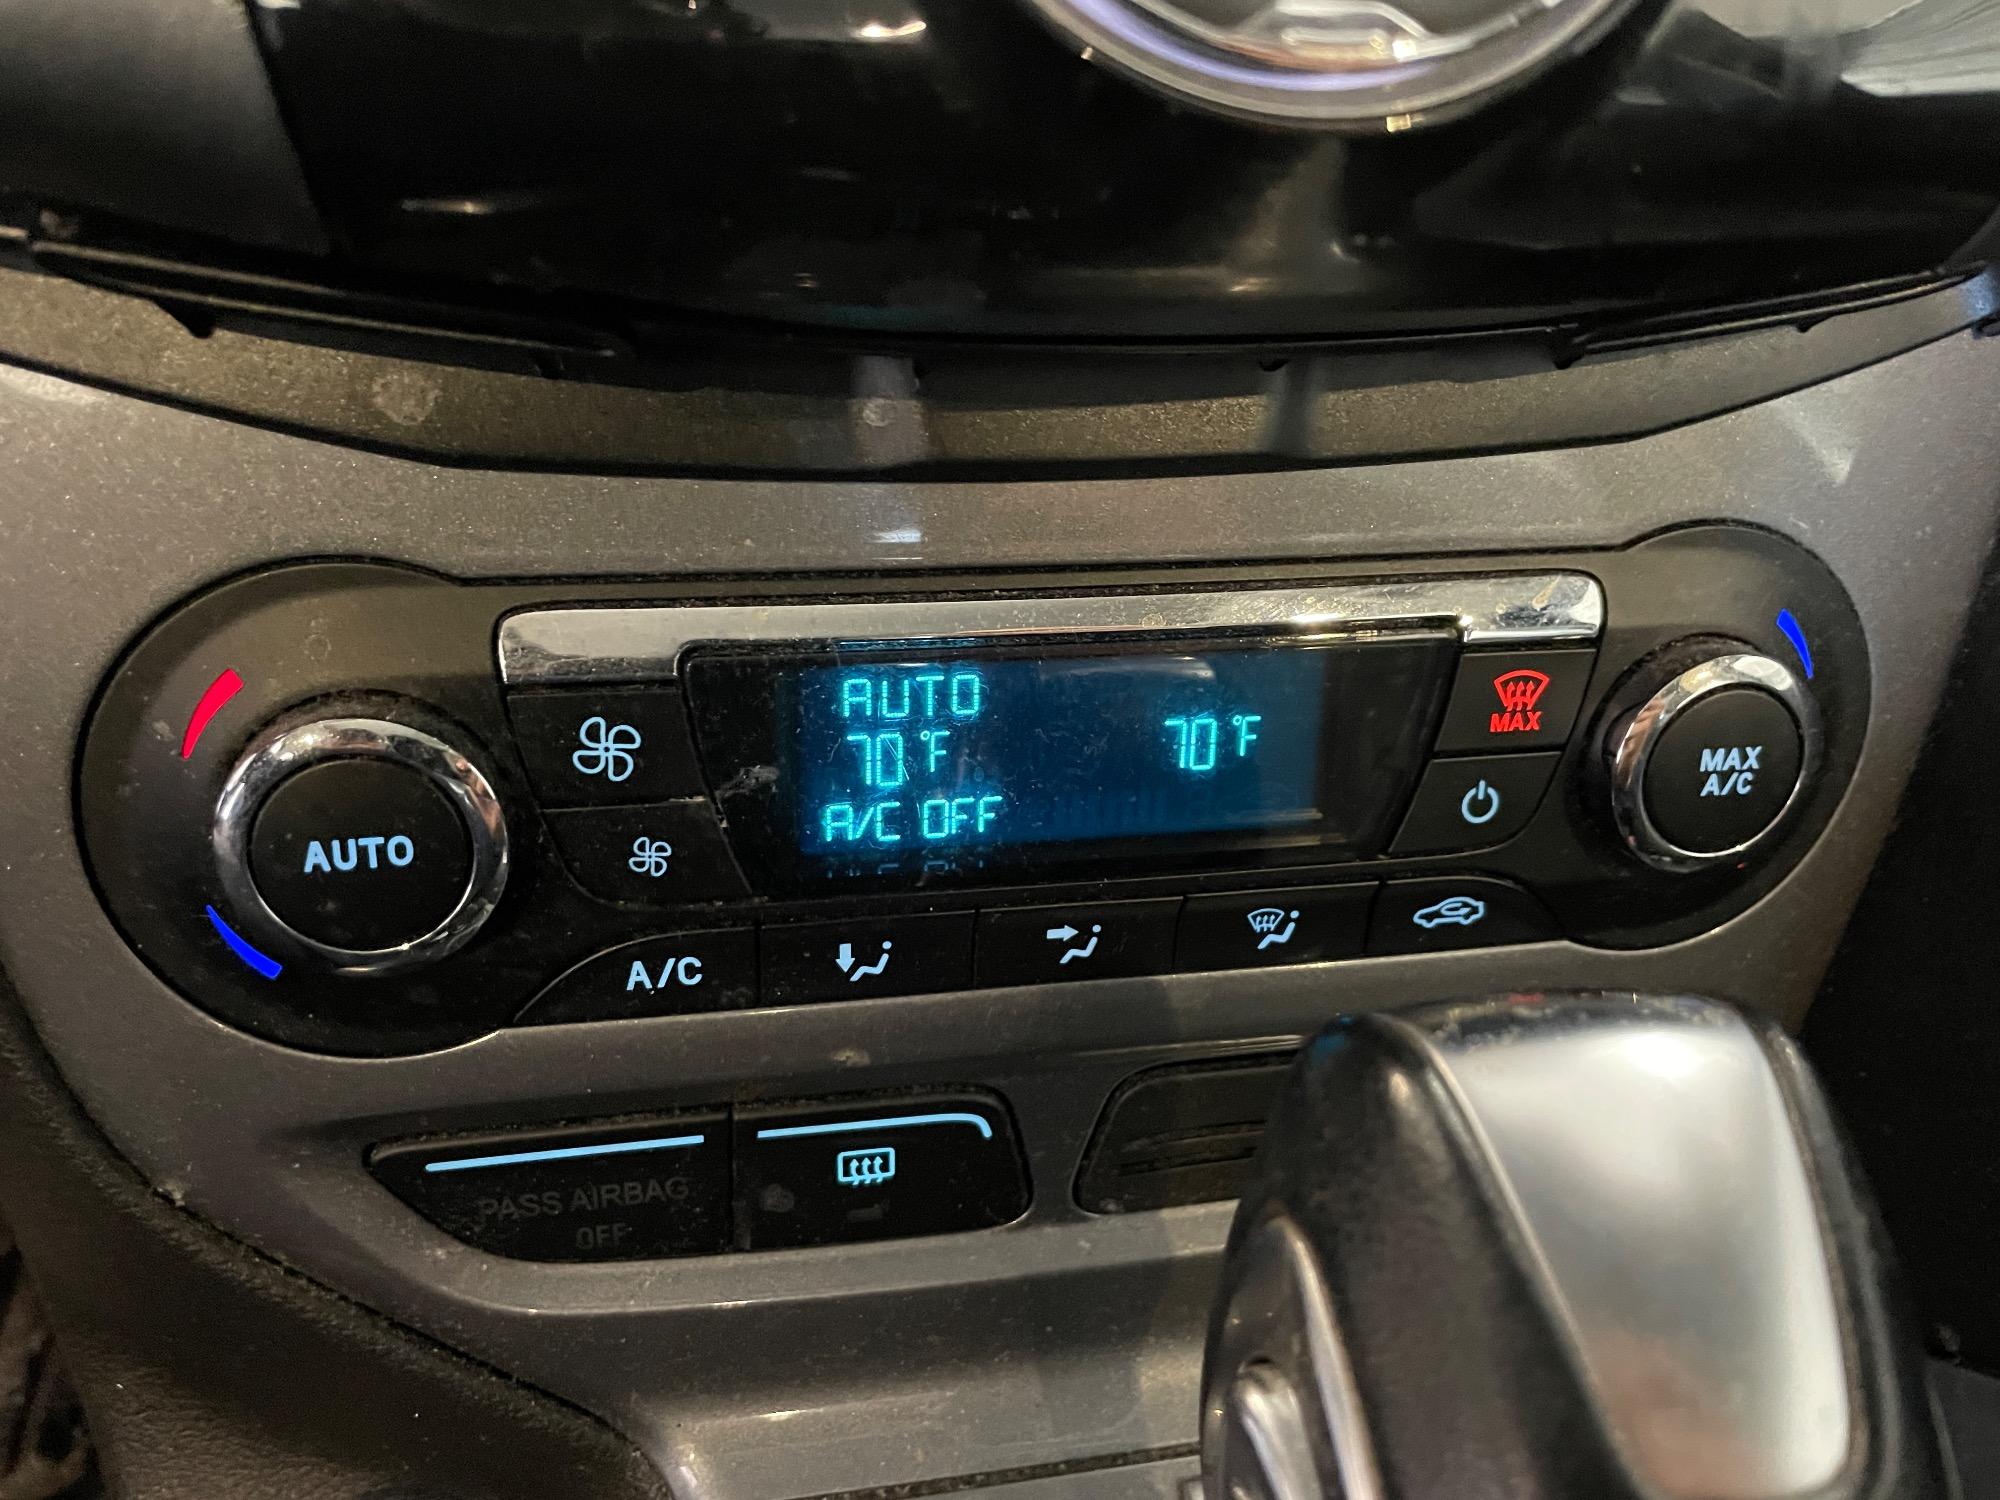 AUTO
70°F
70°F
A/C OFF
MAX
MAX
A/C
AUTO
A/C
PASS AIRBAG
OFF